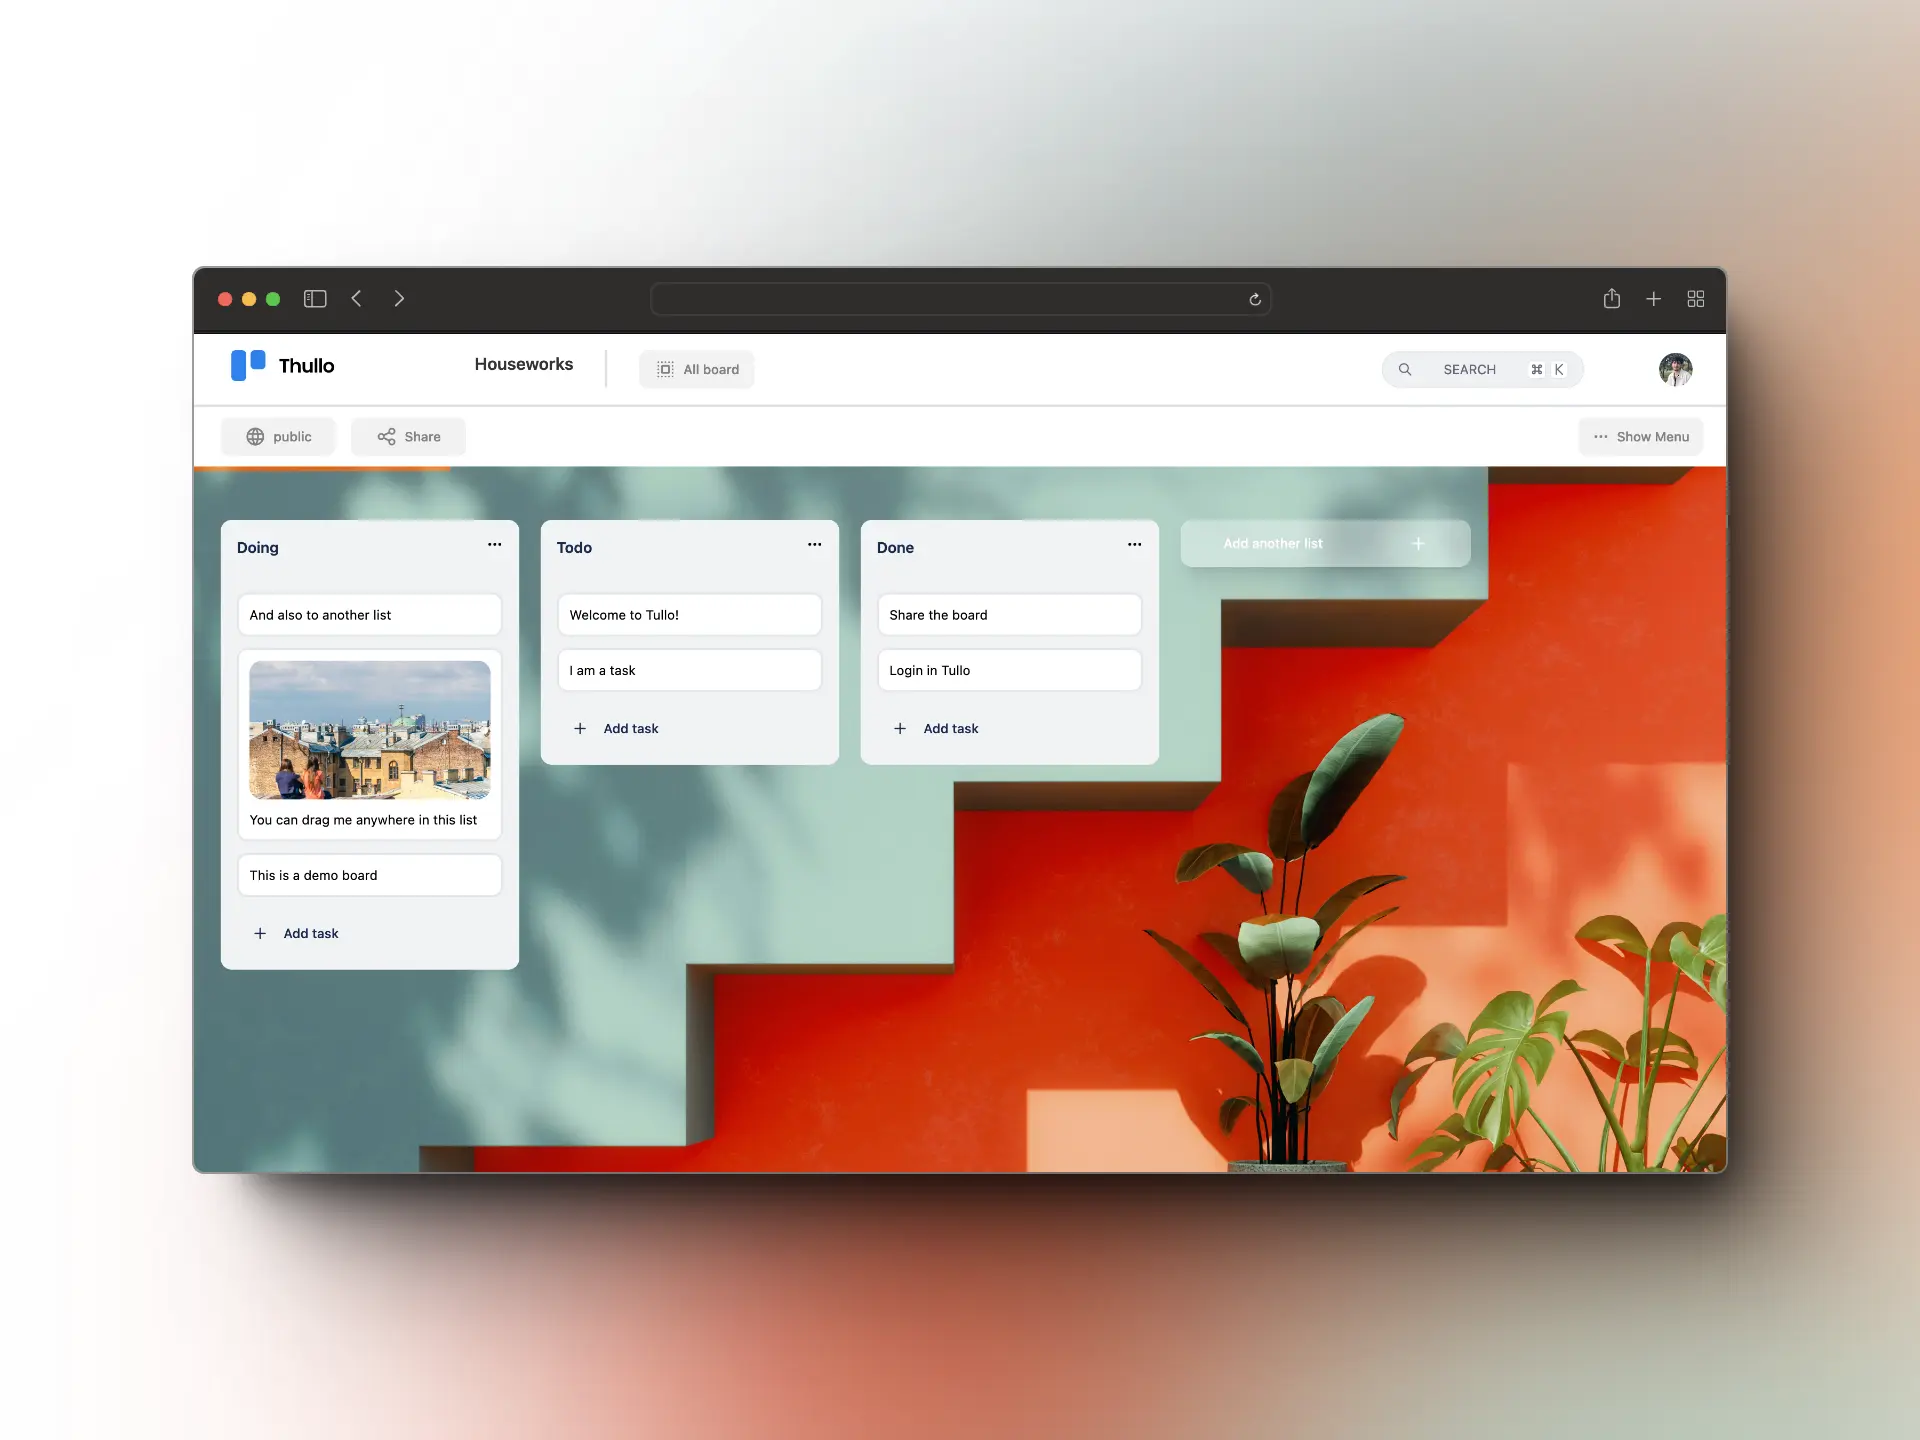 Thullo
Houseworks
All board
SEARCH ⌘ K
public
Share
··· Show Menu
Doing ···
And also to another list
You can drag me anywhere in this list
This is a demo board
+ Add task
Todo ···
Welcome to Tullo!
I am a task
+ Add task
Done ···
Share the board
Login in Tullo
+ Add task
Add another list +